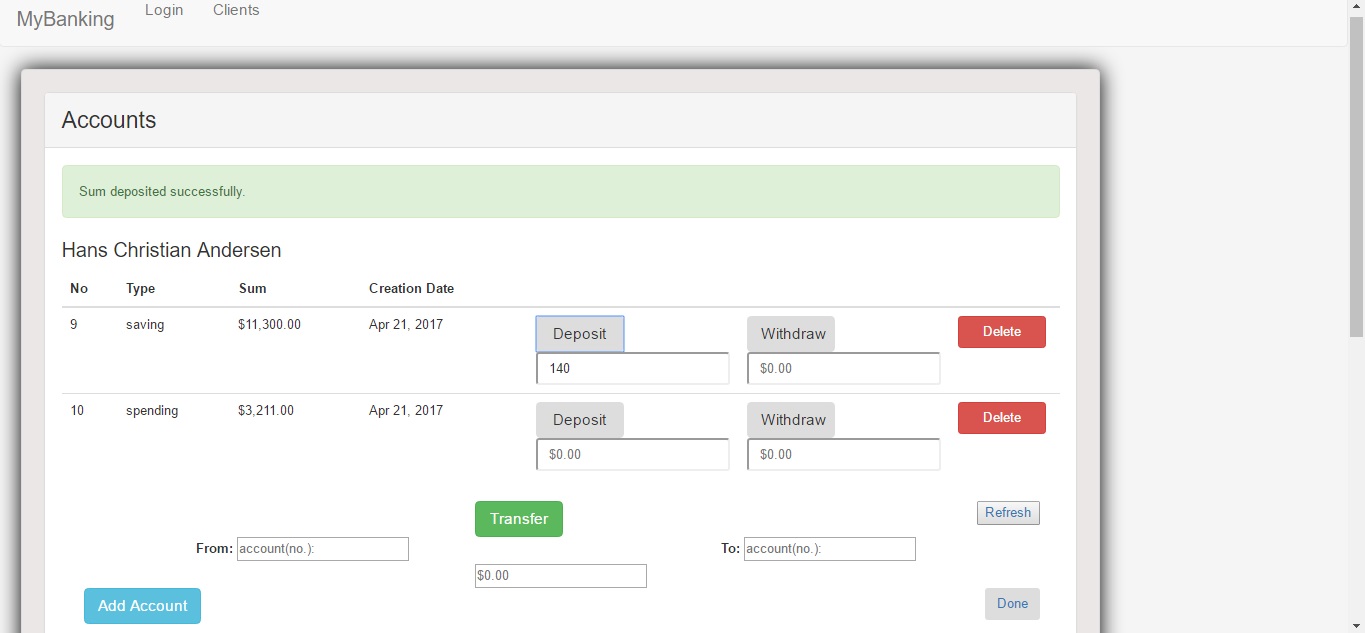 MyBanking Login Clients
Accounts
Sum deposited successfully.
Hans Christian Andersen
No Type Sum Creation Date
9 saving $11,300.00 Apr 21, 2017 Deposit Withdraw Delete
140 $0.00
10 spending $3,211.00 Apr 21, 2017 Deposit Withdraw Delete
$0.00 $0.00
Transfer Refresh
From: account(no.): To: account(no.):
$0.00
Add Account Done